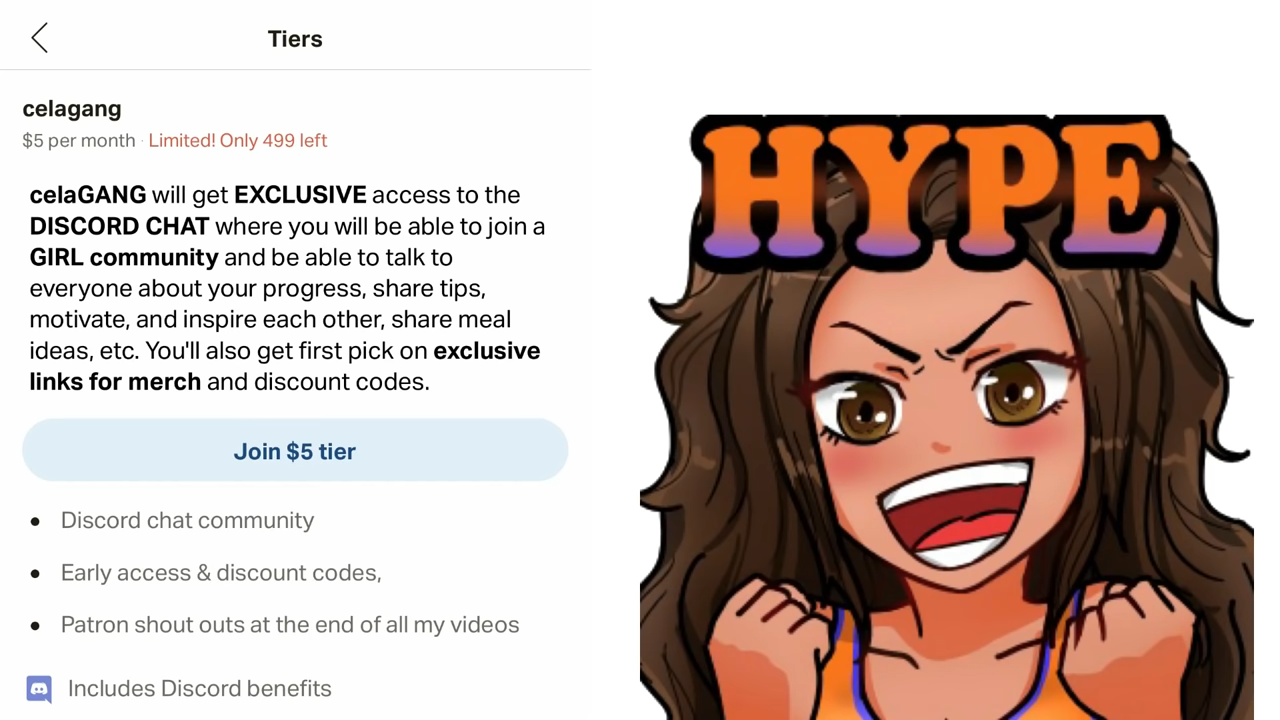 Tiers
celagang
$5 per month · Limited! Only 499 left
celaGANG will get EXCLUSIVE access to the
DISCORD CHAT where you will be able to join a
GIRL community and be able to talk to
everyone about your progress, share tips,
motivate, and inspire each other, share meal
ideas, etc. You'll also get first pick on exclusive
links for merch and discount codes.
Join $5 tier
• Discord chat community
• Early access & discount codes,
• Patron shout outs at the end of all my videos
Includes Discord benefits
HYPE